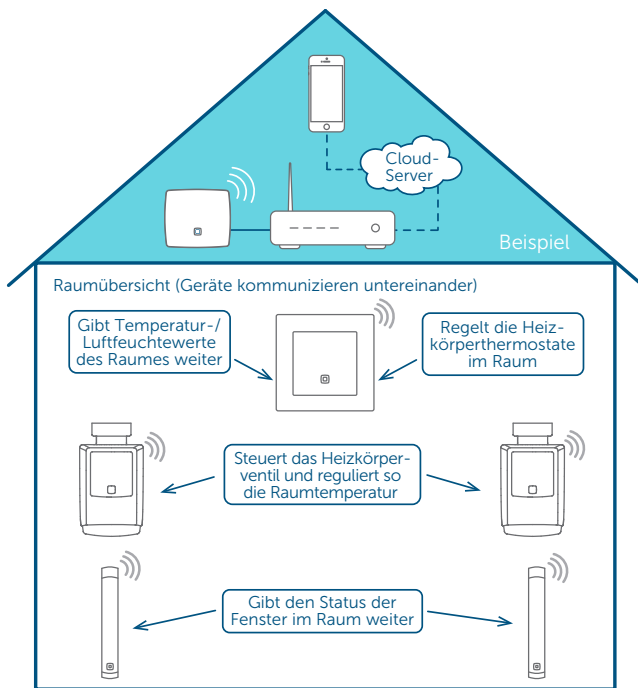 Cloud-
Server
Beispiel
Raumübersicht (Geräte kommunizieren untereinander)
Gibt Temperatur-/
Luftfeuchtewerte
des Raumes weiter
Regelt die Heiz-
körperthermostate
im Raum
Steuert das Heizkörper-
ventil und reguliert so
die Raumtemperatur
Gibt den Status der
Fenster im Raum weiter